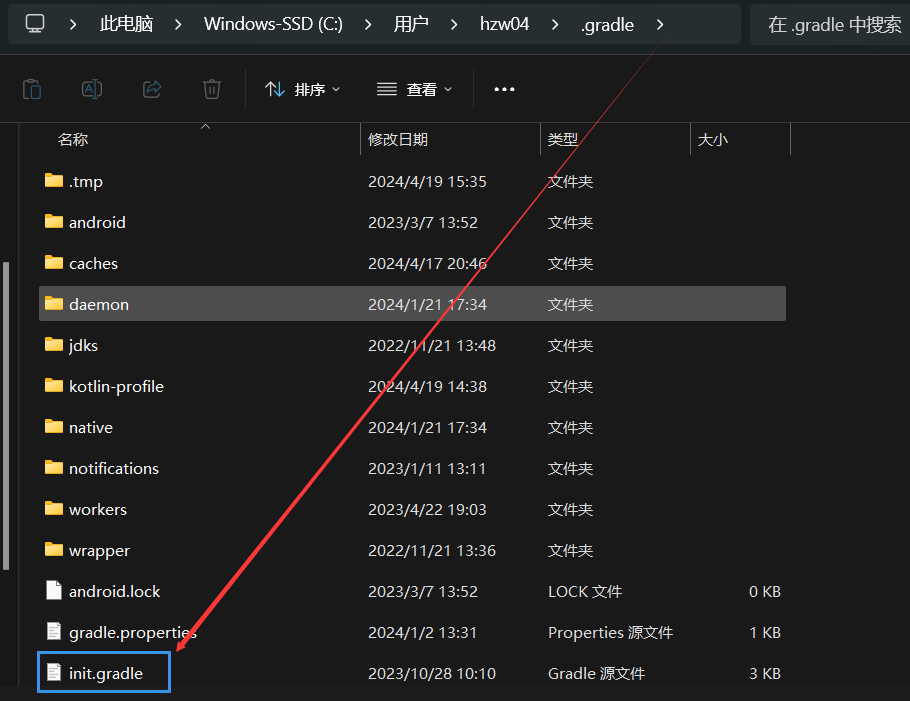 此电脑 > Windows-SSD (C:) > 用户 > hzw04 > .gradle > 在 .gradle 中搜索
排序 查看 •••
名称 修改日期 类型 大小
.tmp 2024/4/19 15:35 文件夹
android 2023/3/7 13:52 文件夹
caches 2024/4/17 20:46 文件夹
daemon 2024/1/21 17:34 文件夹
jdks 2022/11/21 13:48 文件夹
kotlin-profile 2024/4/19 14:38 文件夹
native 2024/1/21 17:34 文件夹
notifications 2023/1/11 13:11 文件夹
workers 2023/4/22 19:03 文件夹
wrapper 2022/11/21 13:36 文件夹
android.lock 2023/3/7 13:52 LOCK 文件 0 KB
gradle.properties 2024/1/2 13:31 Properties 源文件 1 KB
init.gradle 2023/10/28 10:10 Gradle 源文件 3 KB